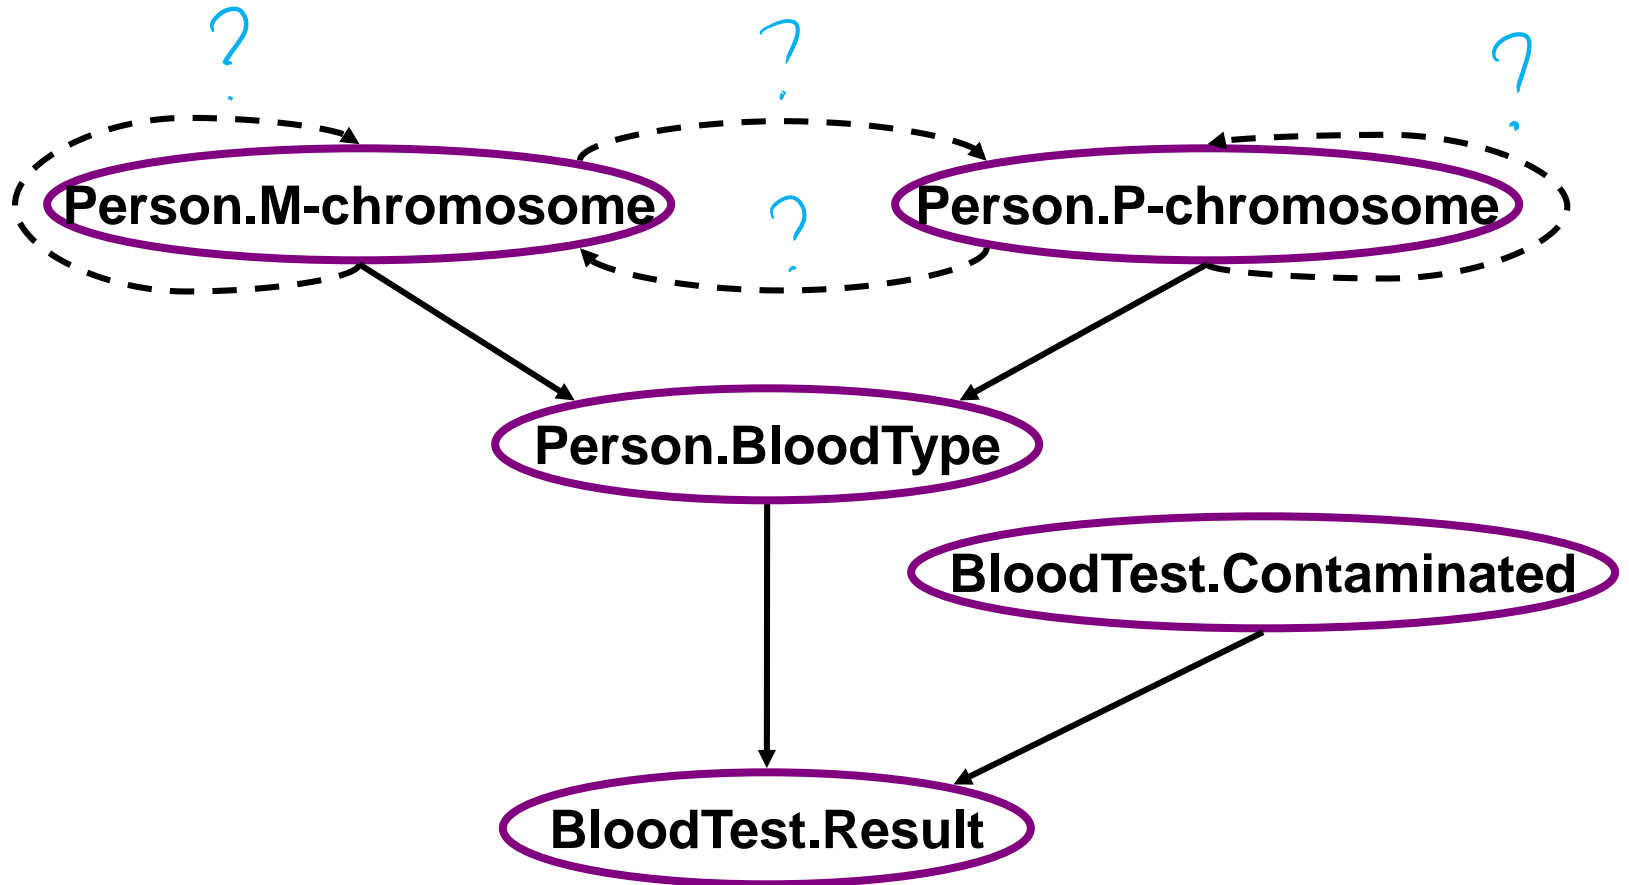 ? ? ?
Person.M-chromosome ? Person.P-chromosome
Person.BloodType
BloodTest.Contaminated
BloodTest.Result